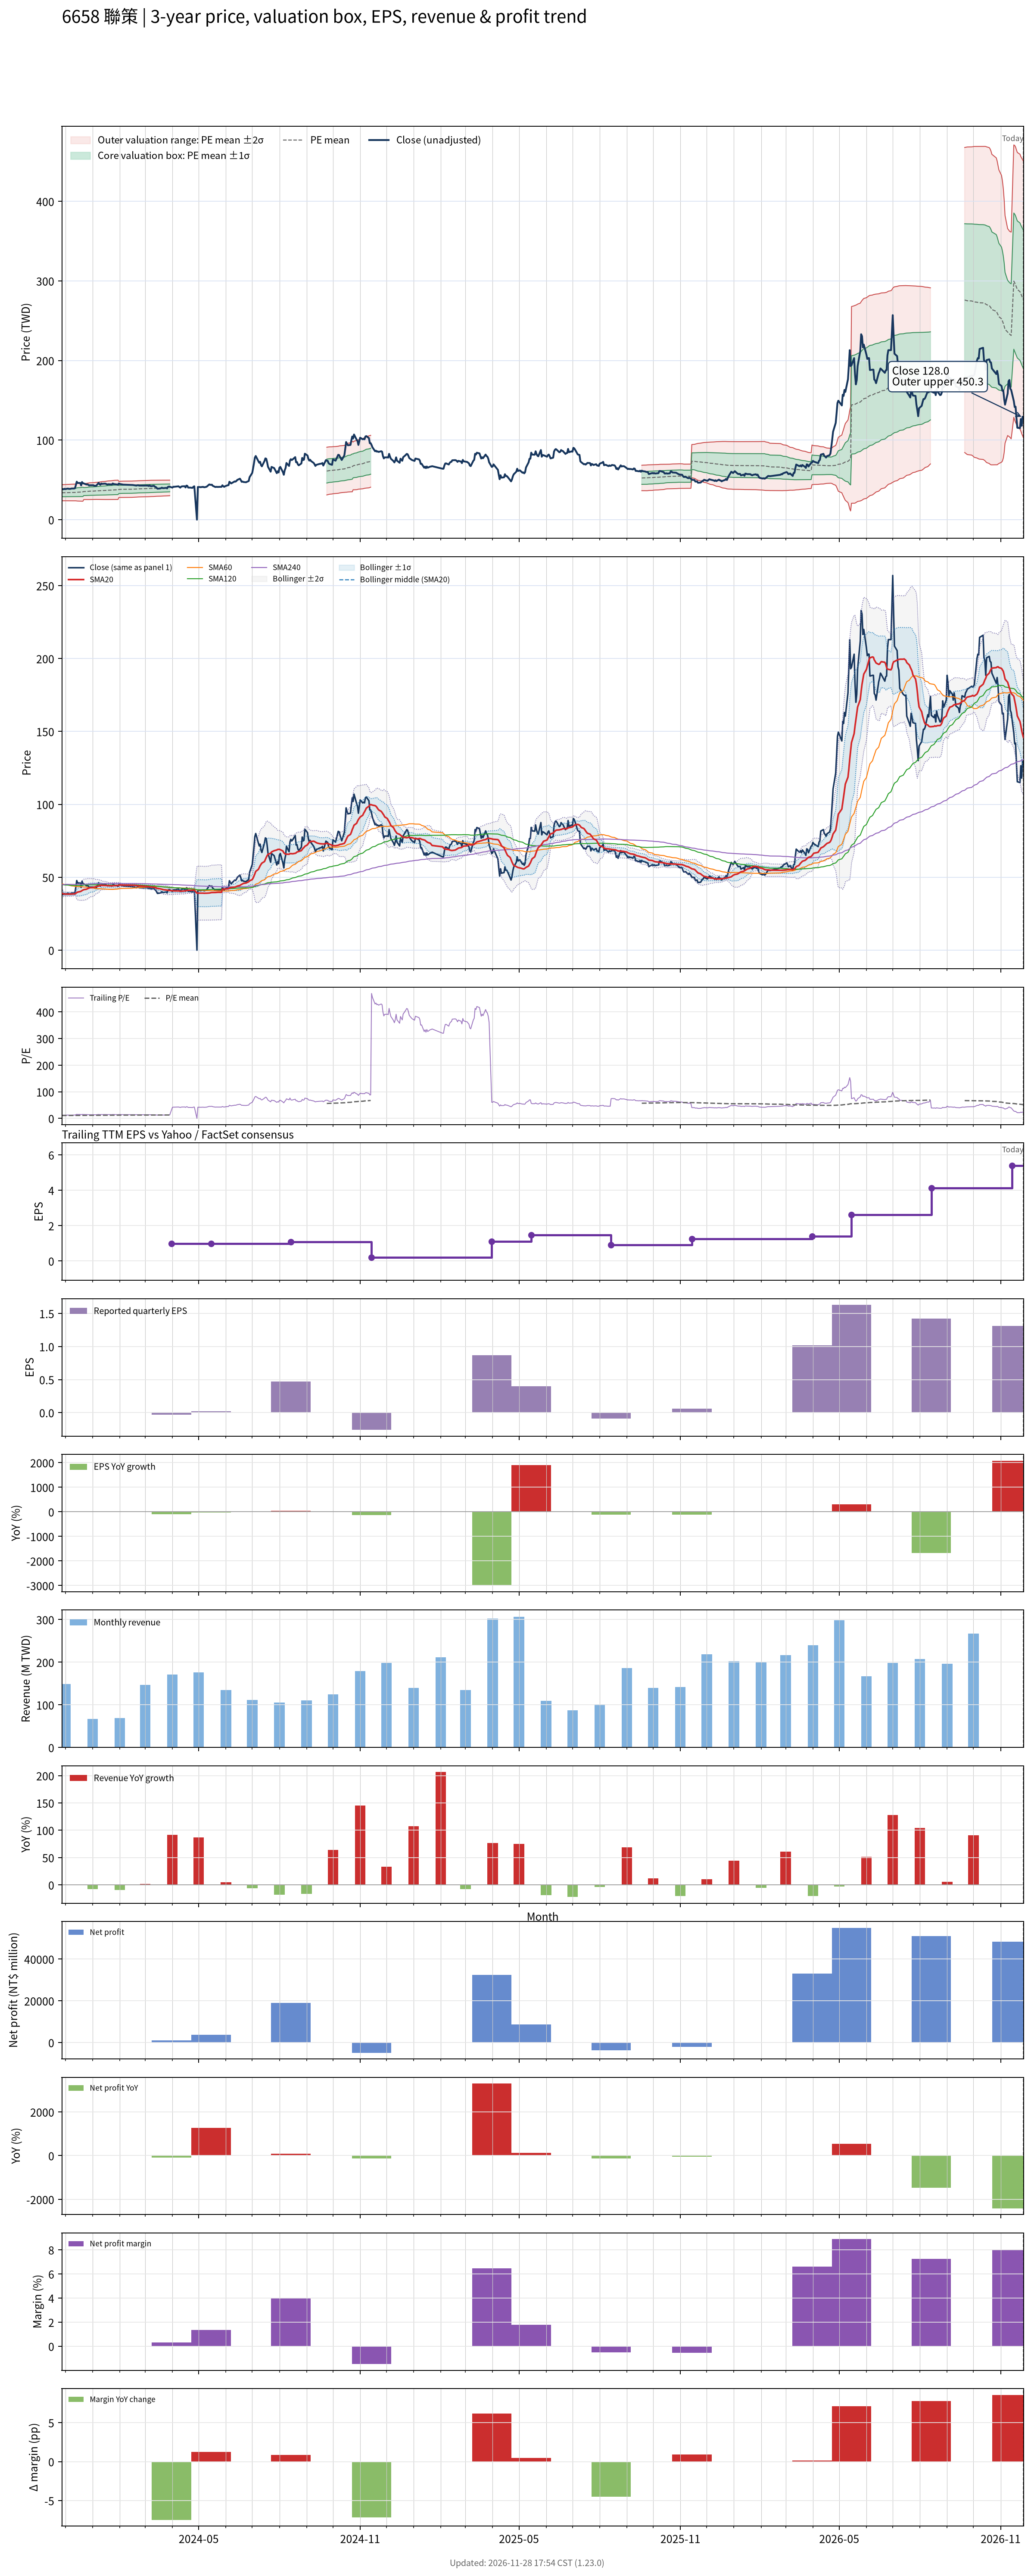 6658 聯策 | 3-year price, valuation box, EPS, revenue & profit trend
Outer valuation range: PE mean ±2σ
Core valuation box: PE mean ±1σ
PE mean
Close (unadjusted)
Today
Price (TWD)
400
300
200
100
0
Close 128.0
Outer upper 450.3
Close (same as panel 1)
SMA20
SMA60
SMA120
SMA240
Bollinger ±2σ
Bollinger ±1σ
Bollinger middle (SMA20)
Price
250
200
150
100
50
0
Trailing P/E
P/E mean
P/E
400
300
200
100
0
Trailing TTM EPS vs Yahoo / FactSet consensus
Today
EPS
6
4
2
0
Reported quarterly EPS
EPS
1.5
1.0
0.5
0.0
EPS YoY growth
YoY (%)
2000
1000
0
-1000
-2000
-3000
Monthly revenue
Revenue (M TWD)
300
200
100
0
Revenue YoY growth
YoY (%)
200
150
100
50
0
Month
Net profit
Net profit (NT$ million)
40000
20000
0
Net profit YoY
YoY (%)
2000
0
-2000
Net profit margin
Margin (%)
8
6
4
2
0
Margin YoY change
Δ margin (pp)
5
0
-5
2024-05
2024-11
2025-05
2025-11
2026-05
2026-11
Updated: 2026-11-28 17:54 CST (1.23.0)